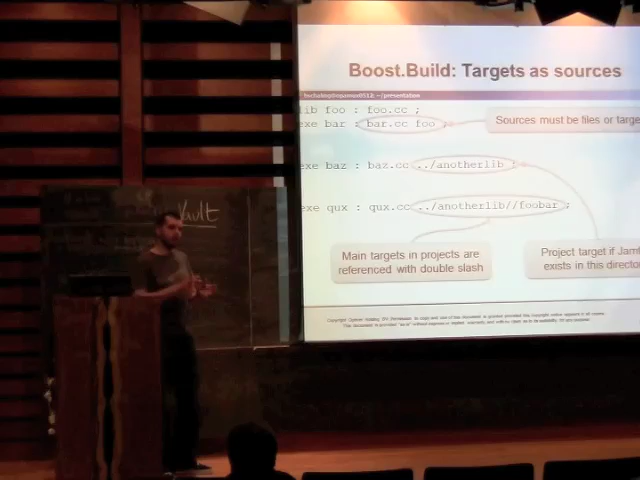 Boost.Build: Targets as sources
lib foo : foo.cc ;
exe bar : bar.cc foo ;
Sources must be files or targe
exe baz : baz.cc ../anotherlib ;
exe qux : qux.cc ../anotherlib//foobar ;
Main targets in projects are
referenced with double slash
Project target if Jamf
exists in this director
Vault